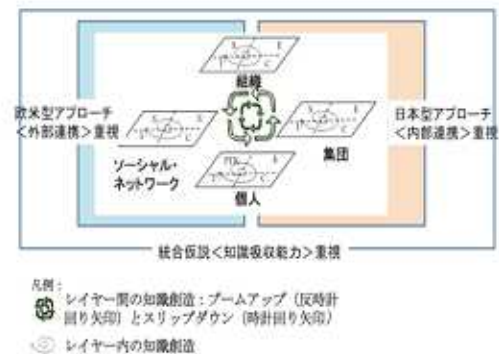 組織
欧米型アプローチ
<外部連携>重視
日本型アプローチ
<内部連携>重視
ソーシャル・
ネットワーク
集団
個人
統合仮説<知識吸収能力>重視
凡例:
レイヤー間の知識創造:ブームアップ(反時計
回り矢印)とスリップダウン(時計回り矢印)
レイヤー内の知識創造